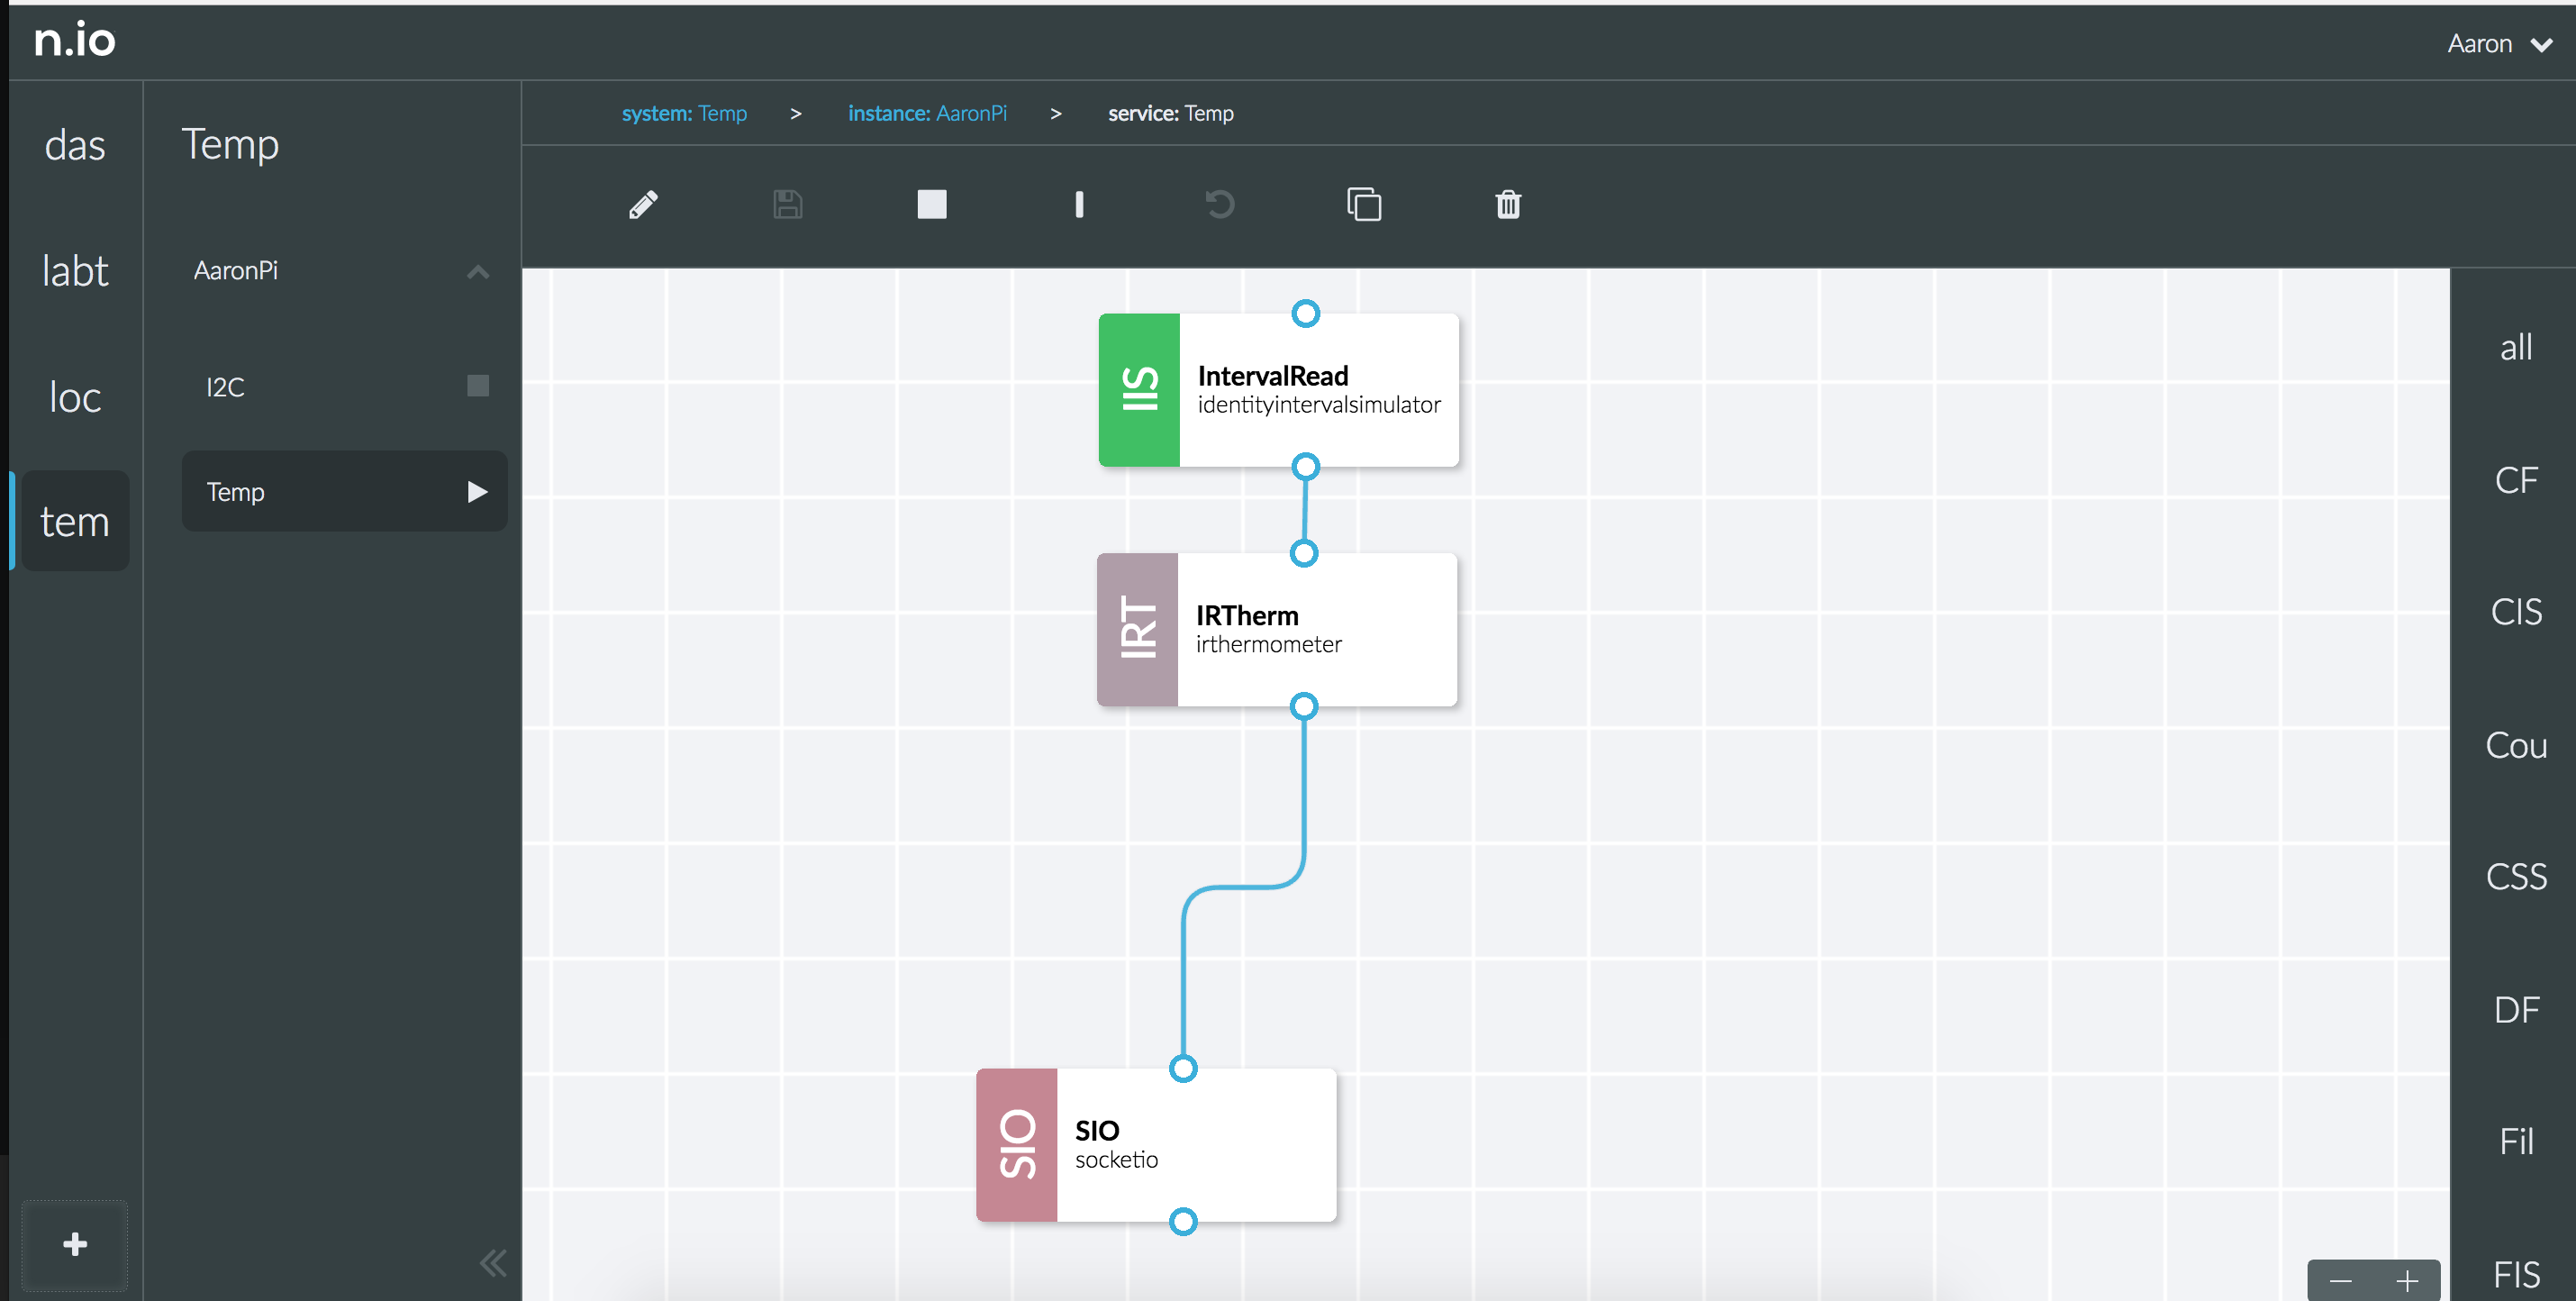 n.io
Aaron
das
labt
loc
tem
Temp
AaronPi
I2C
Temp
system: Temp > instance: AaronPi > service: Temp
IIS
IntervalRead
identityintervalsimulator
IRT
IRTherm
irthermometer
SIO
SIO
socketio
all
CF
CIS
Cou
CSS
DF
Fil
FIS